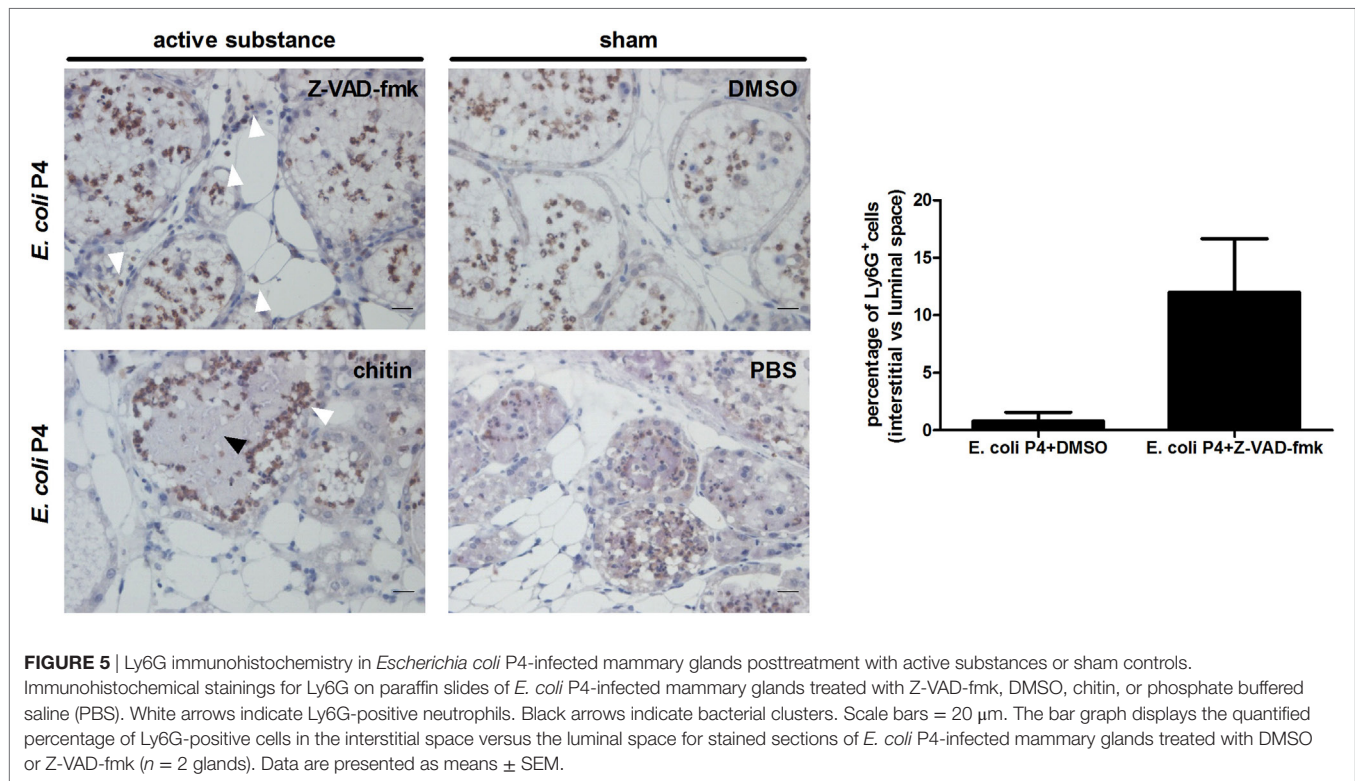 active substance
sham
E. coli P4
Z-VAD-fmk
DMSO
E. coli P4
chitin
PBS
percentage of Ly6G+cells
(interstitial vs luminal space)
20
15
10
5
0
E. coli P4+DMSO
E. coli P4+Z-VAD-fmk
FIGURE 5 | Ly6G immunohistochemistry in Escherichia coli P4-infected mammary glands posttreatment with active substances or sham controls.
Immunohistochemical stainings for Ly6G on paraffin slides of E. coli P4-infected mammary glands treated with Z-VAD-fmk, DMSO, chitin, or phosphate buffered
saline (PBS). White arrows indicate Ly6G-positive neutrophils. Black arrows indicate bacterial clusters. Scale bars = 20 μm. The bar graph displays the quantified
percentage of Ly6G-positive cells in the interstitial space versus the luminal space for stained sections of E. coli P4-infected mammary glands treated with DMSO
or Z-VAD-fmk (n = 2 glands). Data are presented as means ± SEM.